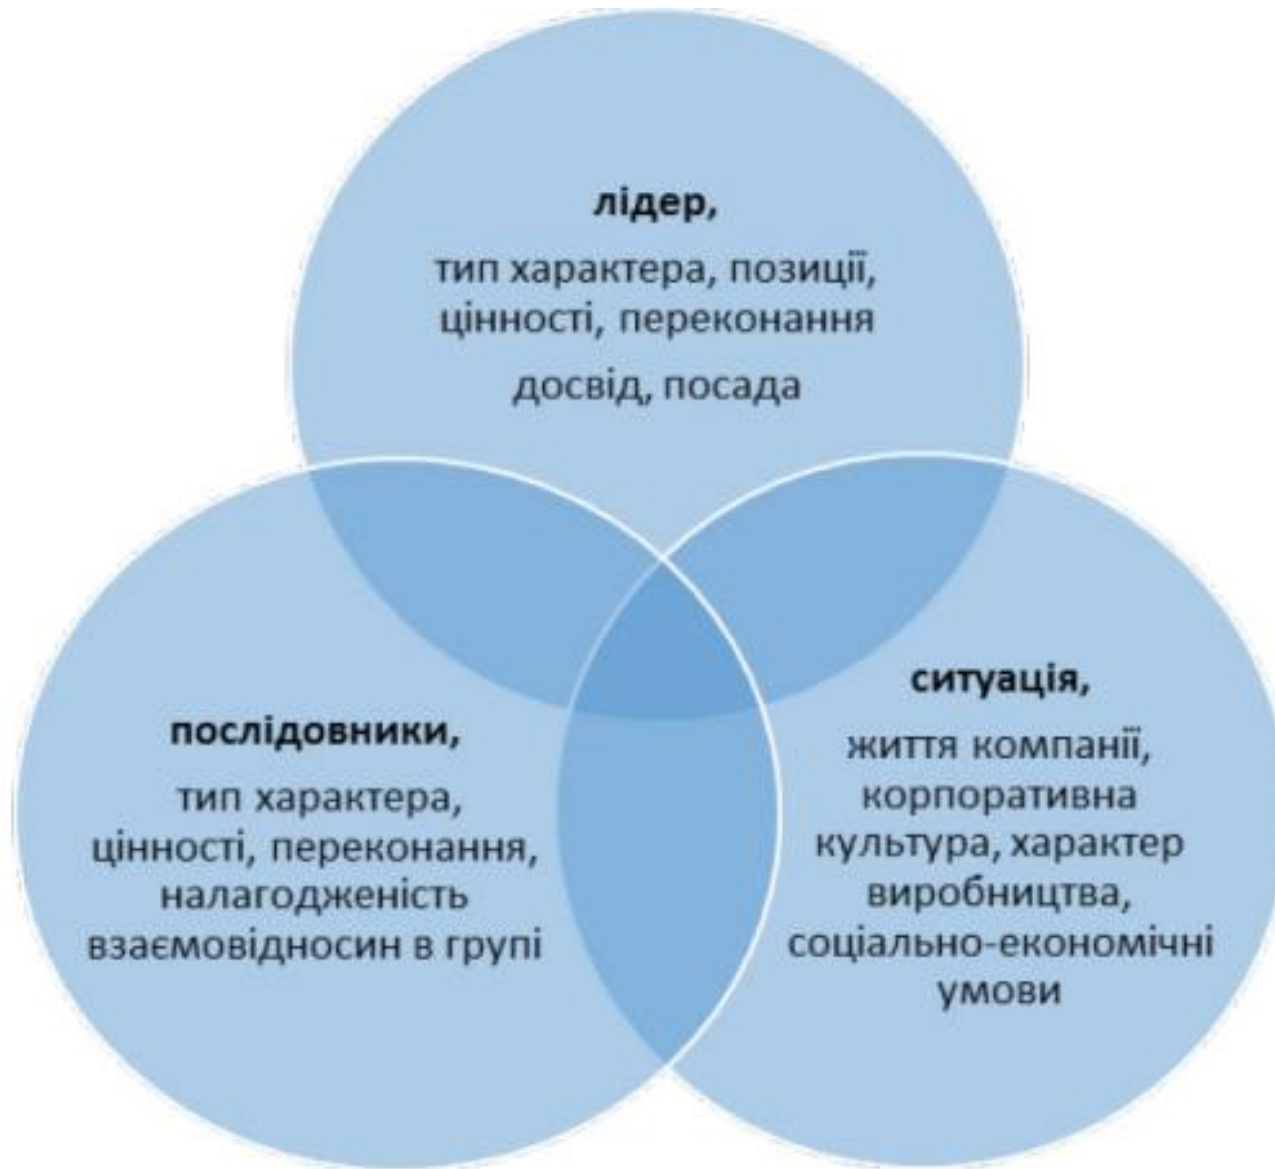 лідер,
тип характера, позиції,
цінності, переконання
досвід, посада
послідовники,
тип характера,
цінності, переконання,
налагодженість
взаємовідносин в групі
ситуація,
життя компанії,
корпоративна
культура, характер
виробництва,
соціально-економічні
умови